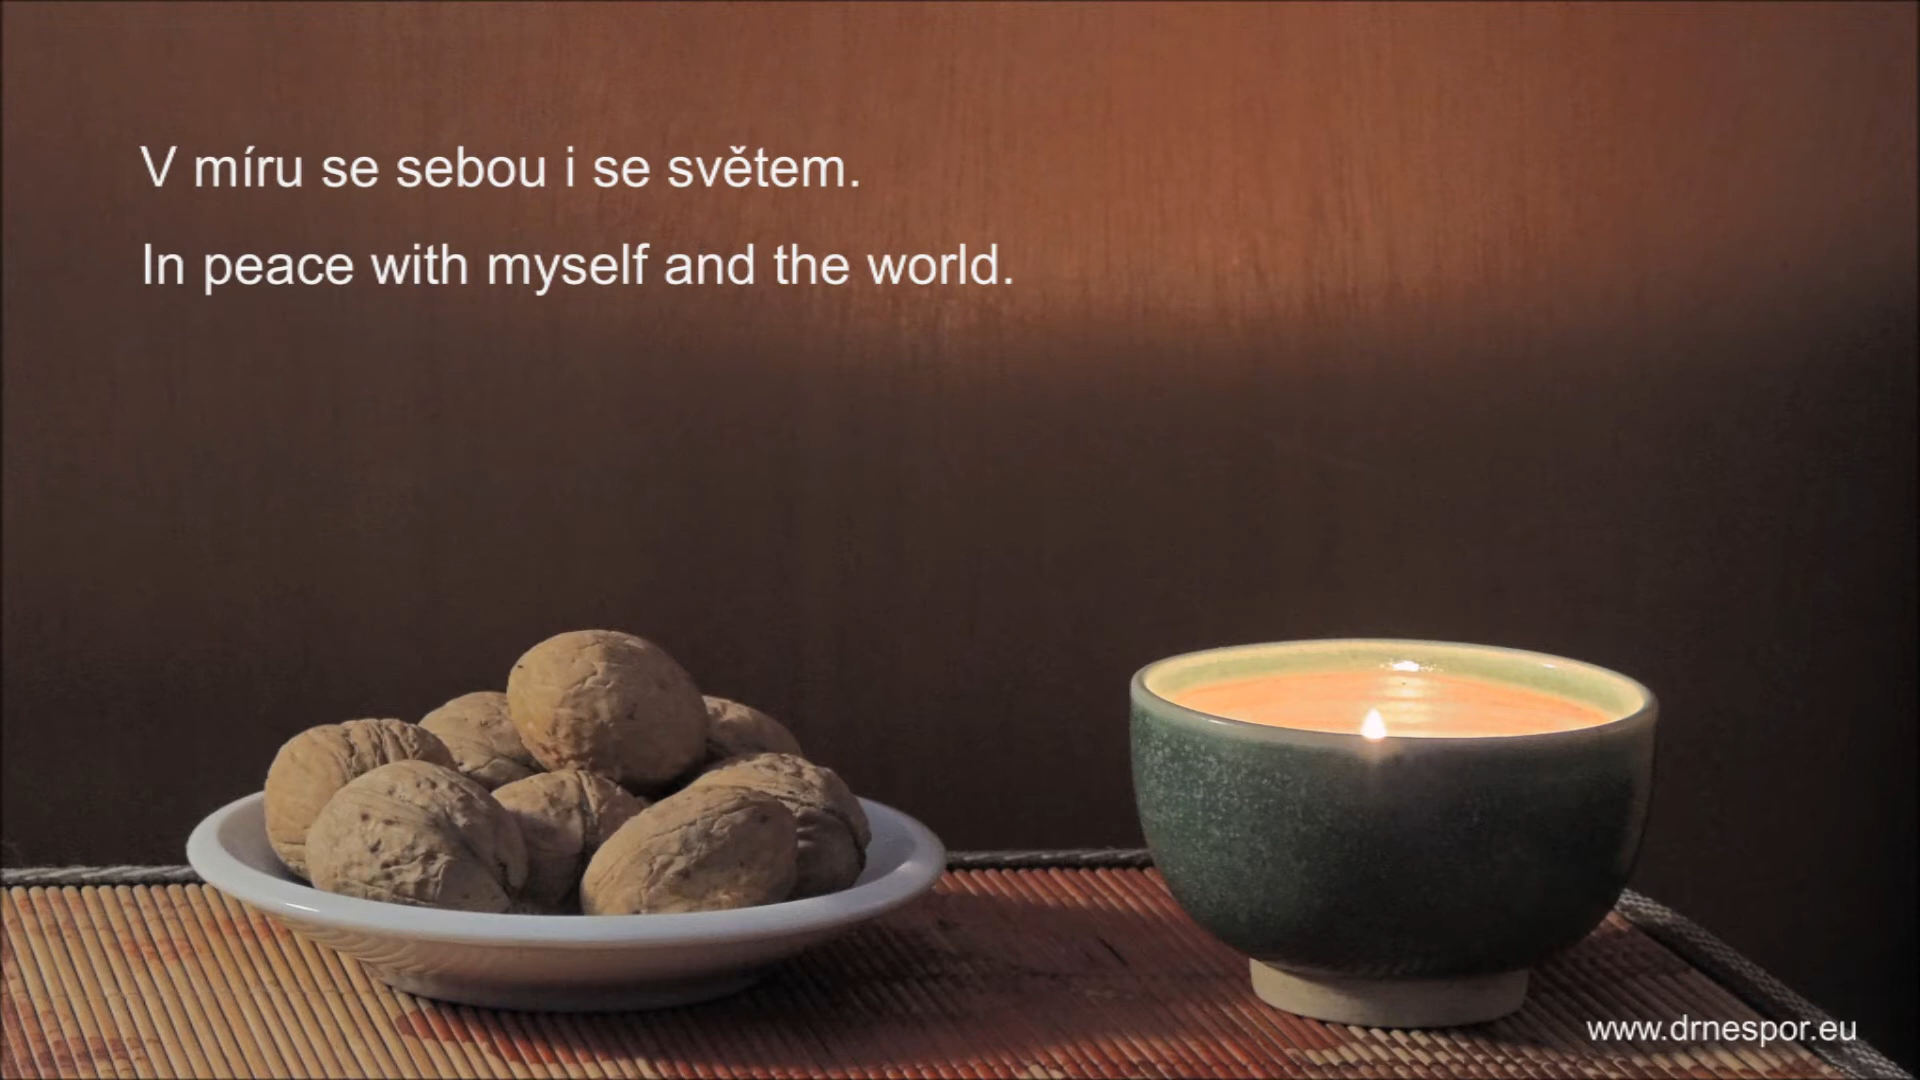 V míru se sebou i se světem.
In peace with myself and the world.
www.drnespor.eu